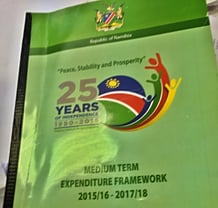 Republic of Namibia
"Peace, Stability and Prosperity"
25
YEARS
OF INDEPENDENCE
1990-2015
MEDIUM TERM
EXPENDITURE FRAMEWORK
2015/16 - 2017/18